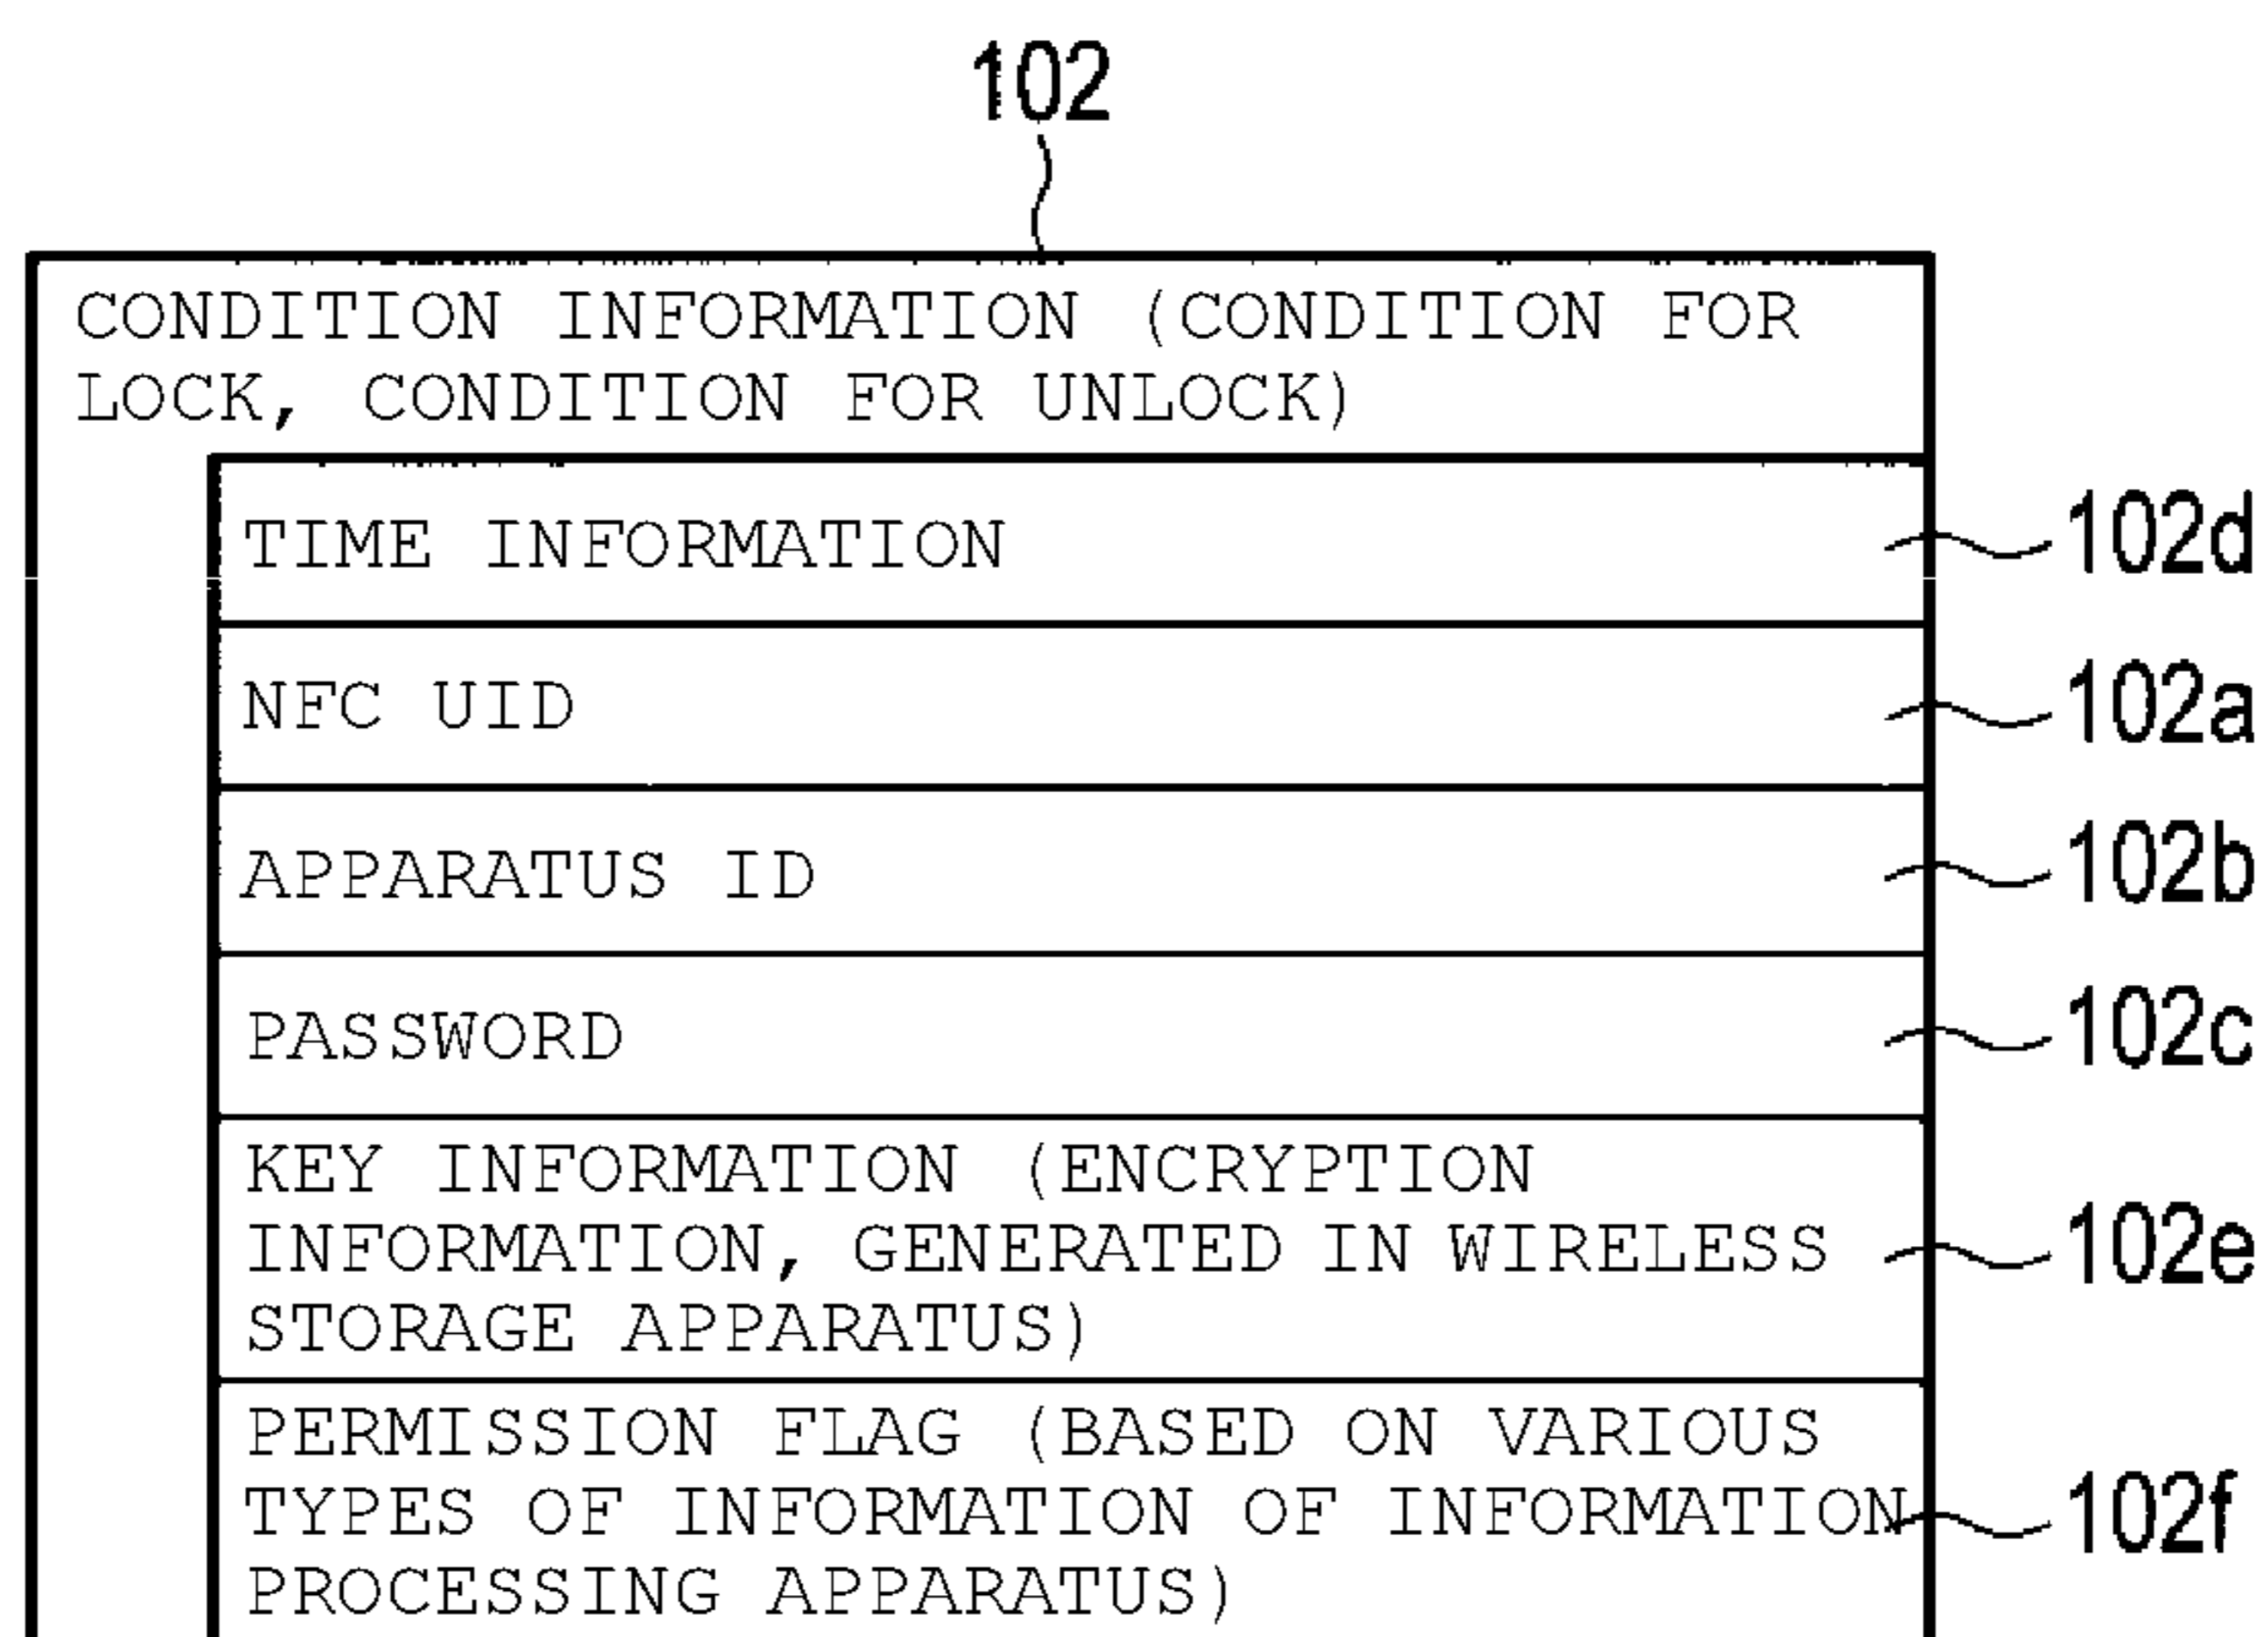 102
CONDITION INFORMATION (CONDITION FOR
LOCK, CONDITION FOR UNLOCK)
TIME INFORMATION
102d
NFC UID
102a
APPARATUS ID
102b
PASSWORD
102c
KEY INFORMATION (ENCRYPTION
INFORMATION, GENERATED IN WIRELESS
STORAGE APPARATUS)
102e
PERMISSION FLAG (BASED ON VARIOUS
TYPES OF INFORMATION OF INFORMATION
PROCESSING APPARATUS)
102f